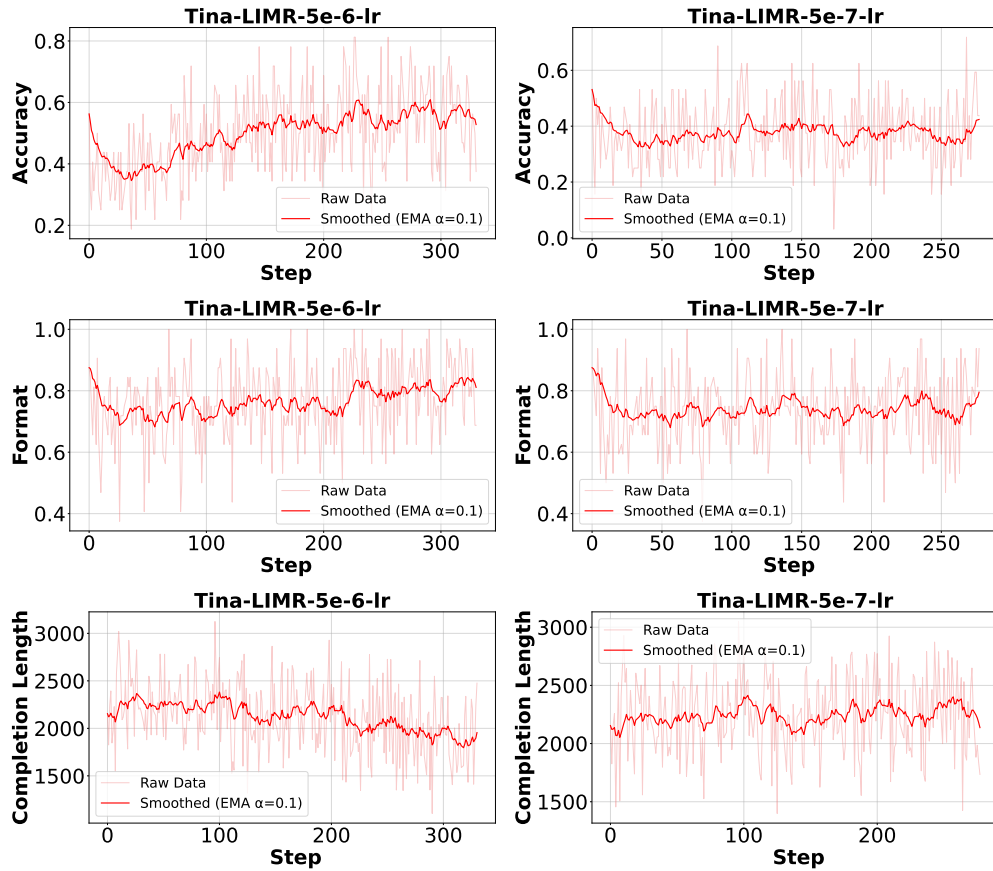 Tina-LIMR-5e-6-lr
Accuracy
0.8
0.6
0.4
0.2
0
100
200
300
Step
Raw Data
Smoothed (EMA α=0.1)
Tina-LIMR-5e-7-lr
Accuracy
0.6
0.4
0.2
0.0
0
50
100
150
200
250
Step
Raw Data
Smoothed (EMA α=0.1)
Tina-LIMR-5e-6-lr
Format
1.0
0.8
0.6
0.4
0
100
200
300
Step
Raw Data
Smoothed (EMA α=0.1)
Tina-LIMR-5e-7-lr
Format
1.0
0.8
0.6
0.4
0
50
100
150
200
250
Step
Raw Data
Smoothed (EMA α=0.1)
Tina-LIMR-5e-6-lr
Completion Length
3000
2500
2000
1500
0
100
200
300
Step
Raw Data
Smoothed (EMA α=0.1)
Tina-LIMR-5e-7-lr
Completion Length
3000
2500
2000
1500
0
100
200
Step
Raw Data
Smoothed (EMA α=0.1)